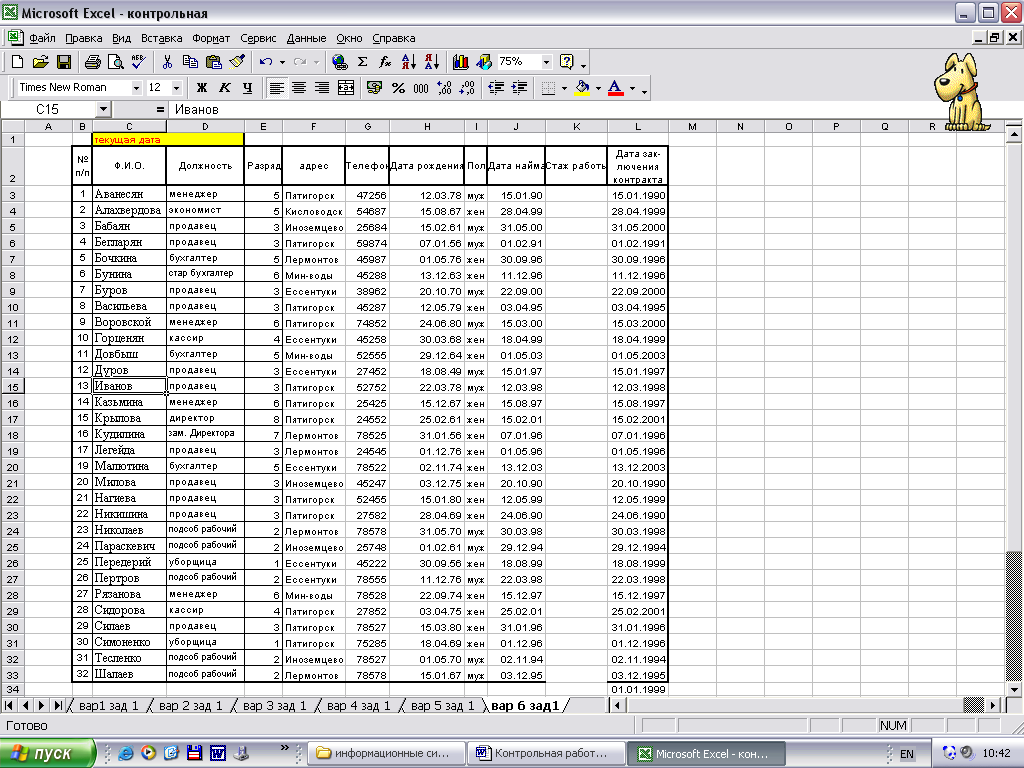 Microsoft Excel - контрольная
Файл Правка Вид Вставка Формат Сервис Данные Окно Справка
75%
Times New Roman 12 Ж К Ч
C15 = Иванов
A B C D E F G H I J K L M N O P Q R
1 текущая дата
2 № п/п Ф.И.О. Должность Разряд адрес Телефон Дата рождения Пол Дата найма Стаж работы Дата зак-лючения контракта
3 1 Аванесян менеджер 5 Пятигорск 47256 12.03.78 муж 15.01.90 15.01.1990
4 2 Алахвердова экономист 5 Кисловодск 54687 15.08.67 жен 28.04.99 28.04.1999
5 3 Бабаян продавец 3 Иноземцево 25684 15.02.61 муж 31.05.00 31.05.2000
6 4 Бегларян продавец 3 Пятигорск 59874 07.01.56 муж 01.02.91 01.02.1991
7 5 Бочкина бухгалтер 5 Лермонтов 45987 01.05.76 жен 30.09.96 30.09.1996
8 6 Бунина стар бухгалтер 6 Мин-воды 45288 13.12.63 жен 11.12.96 11.12.1996
9 7 Буров продавец 3 Ессентуки 38962 20.10.70 муж 22.09.00 22.09.2000
10 8 Васильева продавец 3 Пятигорск 45287 12.05.79 жен 03.04.95 03.04.1995
11 9 Воровской менеджер 6 Пятигорск 74852 24.06.80 муж 15.03.00 15.03.2000
12 10 Горценян кассир 4 Ессентуки 45258 30.03.68 жен 18.04.99 18.04.1999
13 11 Довбыш бухгалтер 5 Мин-воды 52555 29.12.64 жен 01.05.03 01.05.2003
14 12 Дуров продавец 3 Ессентуки 27452 18.08.49 муж 15.01.97 15.01.1997
15 13 Иванов продавец 3 Пятигорск 52752 22.03.78 муж 12.03.98 12.03.1998
16 14 Казьмина менеджер 6 Пятигорск 25425 15.12.67 жен 15.08.97 15.08.1997
17 15 Крылова директор 8 Пятигорск 24552 25.02.61 жен 15.02.01 15.02.2001
18 16 Кудилина зам. Директора 7 Лермонтов 78525 31.01.56 жен 07.01.96 07.01.1996
19 17 Легейда продавец 3 Лермонтов 24545 01.12.76 жен 01.05.96 01.05.1996
20 19 Малютина бухгалтер 5 Ессентуки 78522 02.11.74 жен 13.12.03 13.12.2003
21 20 Милова продавец 3 Иноземцево 45247 03.12.75 жен 20.10.90 20.10.1990
22 21 Нагиева продавец 3 Пятигорск 52455 15.01.80 жен 12.05.99 12.05.1999
23 22 Никишина продавец 3 Пятигорск 27582 28.04.69 жен 24.06.90 24.06.1990
24 23 Николаев подсоб рабочий 2 Лермонтов 78578 31.05.70 муж 30.03.98 30.03.1998
25 24 Параскевич подсоб рабочий 2 Иноземцево 25748 01.02.61 муж 29.12.94 29.12.1994
26 25 Передерий уборщица 1 Ессентуки 45222 30.09.56 жен 18.08.99 18.08.1999
27 26 Пертров подсоб рабочий 2 Ессентуки 78555 11.12.76 муж 22.03.98 22.03.1998
28 27 Рязанова менеджер 6 Мин-воды 78528 22.09.74 жен 15.12.97 15.12.1997
29 28 Сидорова кассир 4 Пятигорск 27852 03.04.75 жен 25.02.01 25.02.2001
30 29 Силаев продавец 3 Пятигорск 78527 15.03.80 муж 31.01.96 31.01.1996
31 30 Симоненко уборщица 1 Пятигорск 75285 18.04.69 жен 01.12.96 01.12.1996
32 31 Тесленко подсоб рабочий 2 Иноземцево 78527 01.05.70 муж 02.11.94 02.11.1994
33 32 Шалаев подсоб рабочий 2 Лермонтов 78578 15.01.67 муж 03.12.95 03.12.1995
34 01.01.1999
вар1 зад 1 вар 2 зад 1 вар 3 зад 1 вар 4 зад 1 вар 5 зад 1 вар 6 зад1
Готово NUM
пуск информационные си... Контрольная работ... Microsoft Excel - кон... EN 10:42